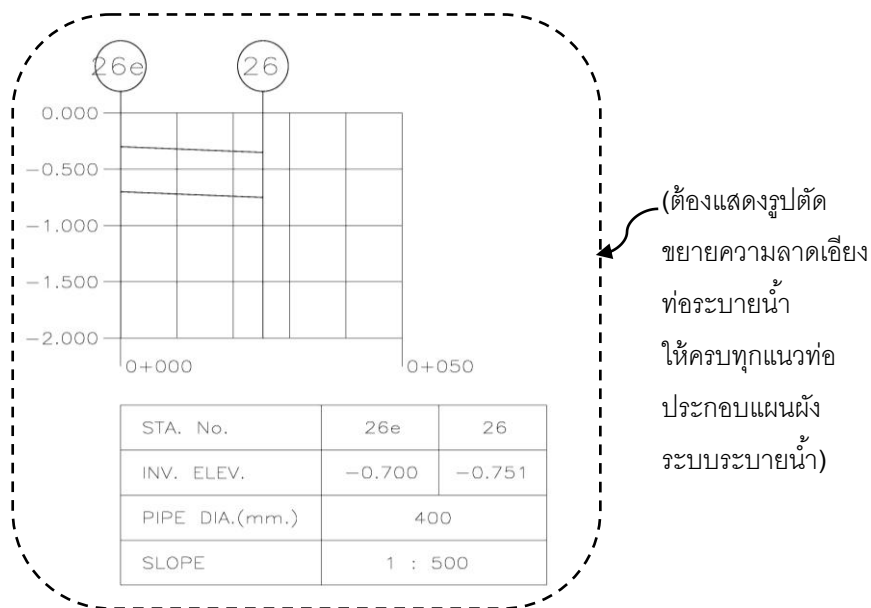 26e 26
0.000
-0.500
-1.000
-1.500
-2.000
0+000 0+050
(ต้องแสดงรูปตัด
ขยายความลาดเอียง
ท่อระบายน้ำ
ให้ครบทุกแนวท่อ
ประกอบแผนผัง
ระบบระบายน้ำ)
STA. No. 26e 26
INV. ELEV. -0.700 -0.751
PIPE DIA.(mm.) 400
SLOPE 1 : 500